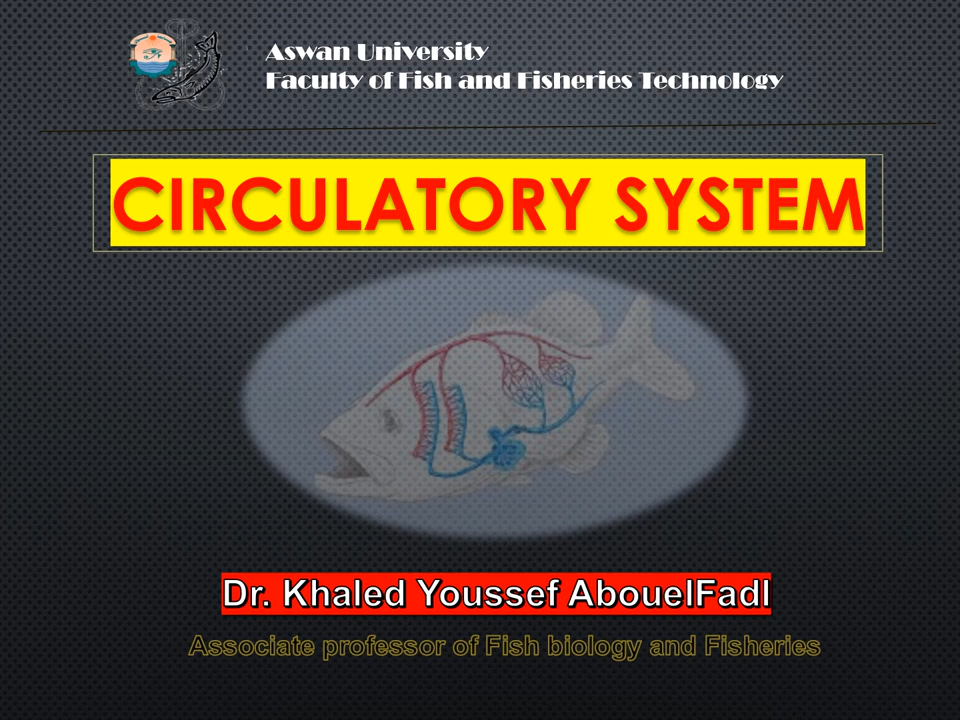 Aswan University
Faculty of Fish and Fisheries Technology
CIRCULATORY SYSTEM
Dr. Khaled Youssef AbouelFadl
Associate professor of Fish biology and Fisheries